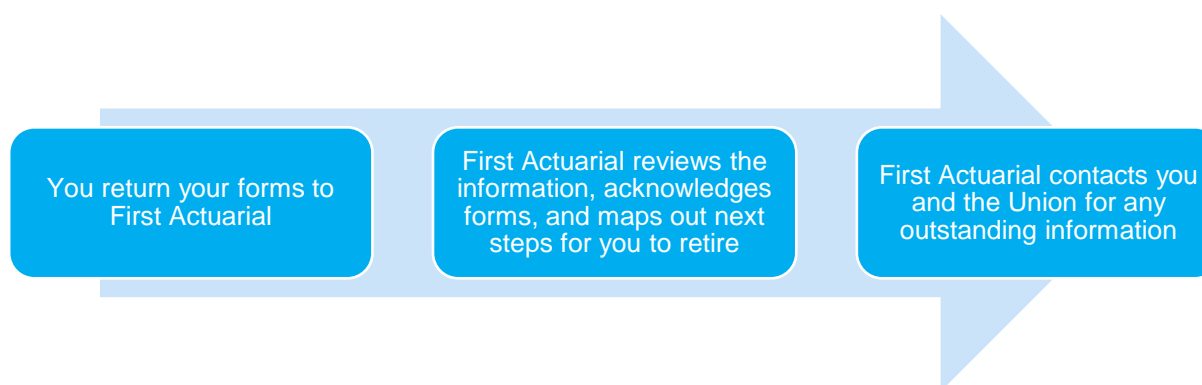 You return your forms to
First Actuarial
First Actuarial reviews the
information, acknowledges
forms, and maps out next
steps for you to retire
First Actuarial contacts you
and the Union for any
outstanding information